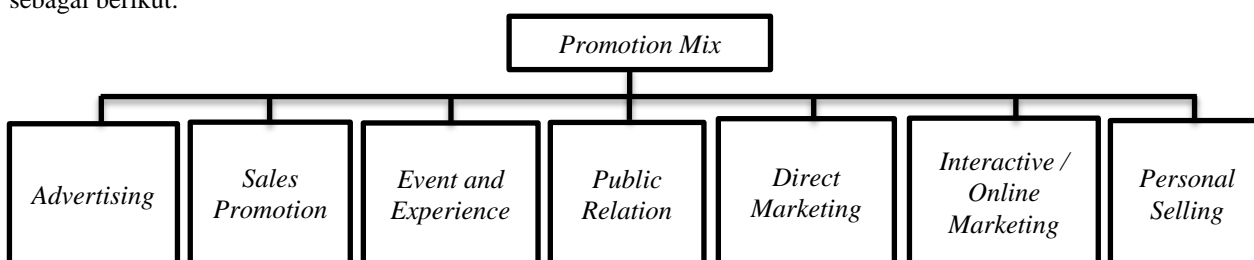 sebagai berikut:
Promotion Mix
Advertising
Sales
Promotion
Event and
Experience
Public
Relation
Direct
Marketing
Interactive /
Online
Marketing
Personal
Selling